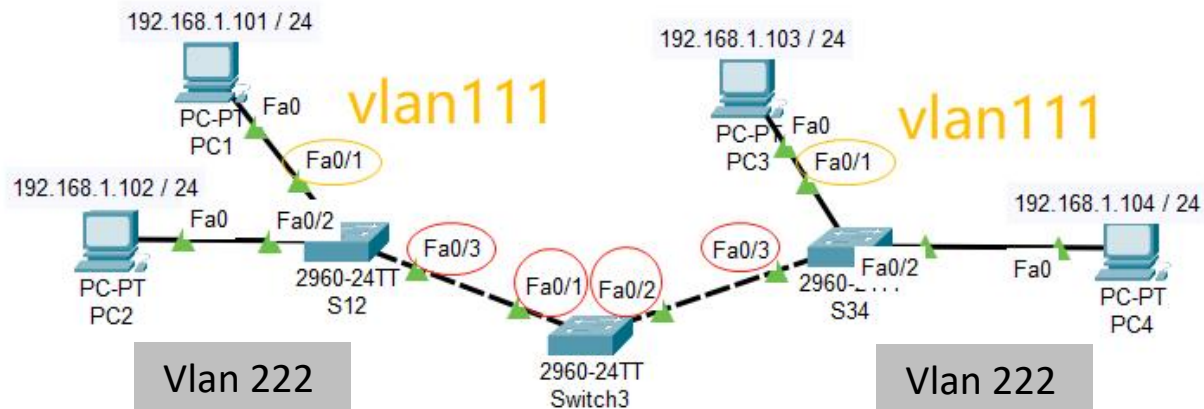 192.168.1.101 / 24
PC-PT
PC1
Fa0
vlan111
Fa0/1
192.168.1.102 / 24
Fa0
Fa0/2
PC-PT
PC2
2960-24TT
S12
Fa0/3
Vlan 222
Fa0/1
Fa0/2
2960-24TT
Switch3
192.168.1.103 / 24
PC-PT
PC3
Fa0
vlan111
Fa0/1
Fa0/3
S34
Fa0/2
192.168.1.104 / 24
Fa0
PC-PT
PC4
Vlan 222